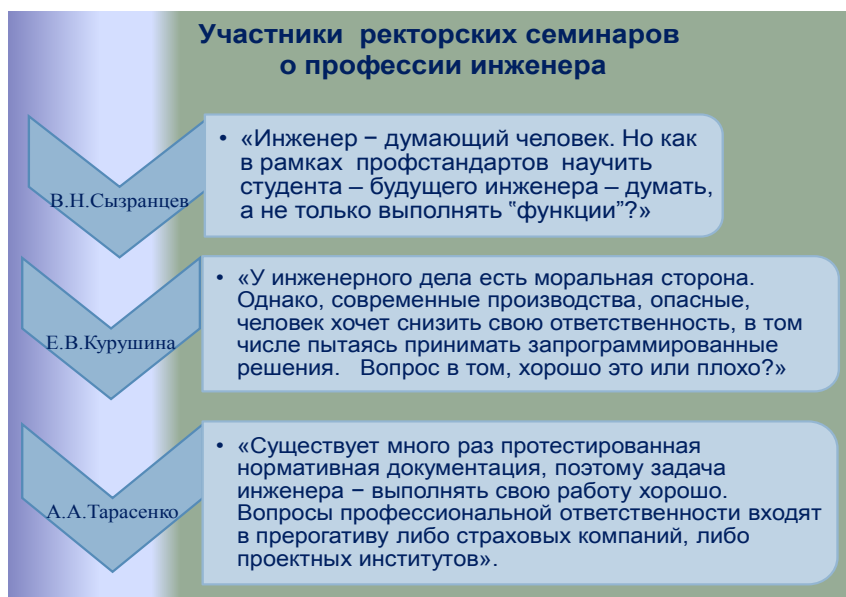 Участники ректорских семинаров
о профессии инженера
В.Н.Сызранцев
• «Инженер − думающий человек. Но как
в рамках профстандартов научить
студента – будущего инженера – думать,
а не только выполнять “функции”?»
Е.В.Курушина
• «У инженерного дела есть моральная сторона.
Однако, современные производства, опасные,
человек хочет снизить свою ответственность, в том
числе пытаясь принимать запрограммированные
решения. Вопрос в том, хорошо это или плохо?»
А.А.Тарасенко
• «Существует много раз протестированная
нормативная документация, поэтому задача
инженера − выполнять свою работу хорошо.
Вопросы профессиональной ответственности входят
в прерогативу либо страховых компаний, либо
проектных институтов».